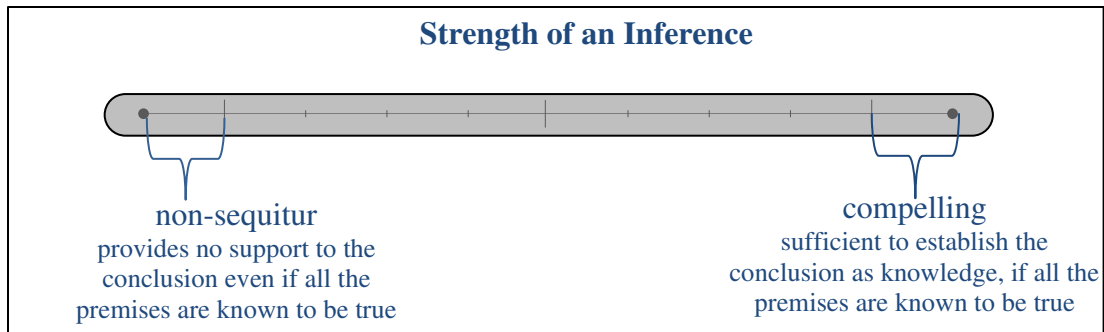 Strength of an Inference
non-sequitur
provides no support to the
conclusion even if all the
premises are known to be true
compelling
sufficient to establish the
conclusion as knowledge, if all the
premises are known to be true